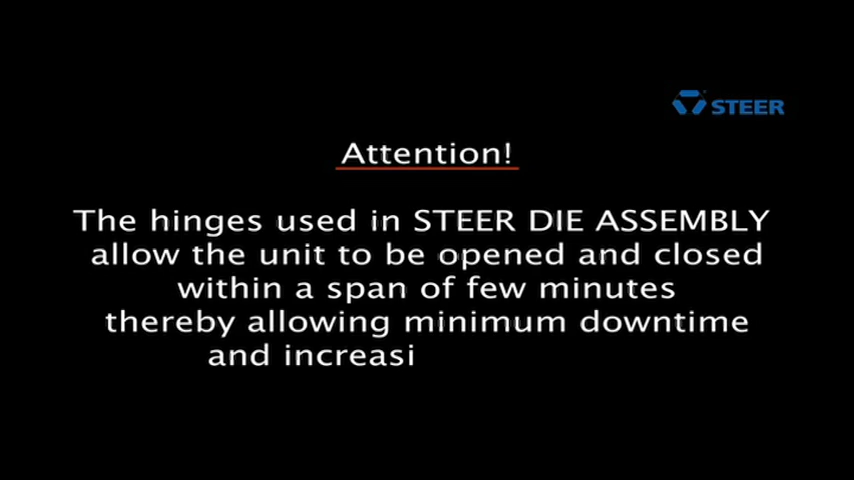 STEER
Attention!
The hinges used in STEER DIE ASSEMBLY
allow the unit to be opened and closed
within a span of few minutes
thereby allowing minimum downtime
and increasi